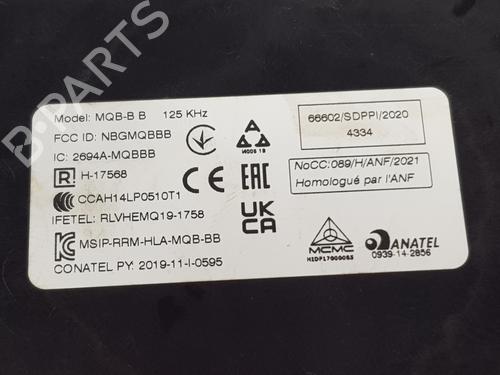 B-PARTS
Model: MQB-B B 125 KHz
FCC ID: NBGMQBBB
IC: 2694A-MQBBB
R H-17568
CCAH14LP0510T1
IFETEL: RLVHEMQ19-1758
MSIP-RRM-HLA-MQB-BB
CONATEL PY: 2019-11-I-0595
CE
EAC
UK
CA
66602/SDPPI/2020
4334
NoCC:089/H/ANF/2021
Homologué par l'ANF
MCMC
ANATEL
0939-14-2856